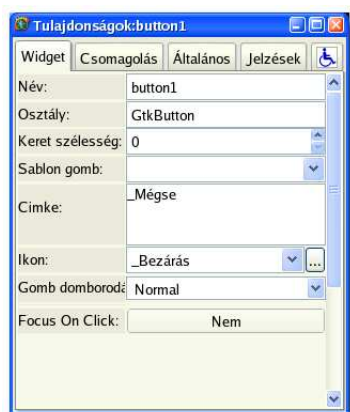 Tulajdonságok:button1
Widget Csomagolás Általános Jelzések
Név: button1
Osztály: GtkButton
Keret szélesség: 0
Sablon gomb:
Cimke: _Mégse
Ikon: _Bezárás ...
Gomb domborodá Normal
Focus On Click: Nem